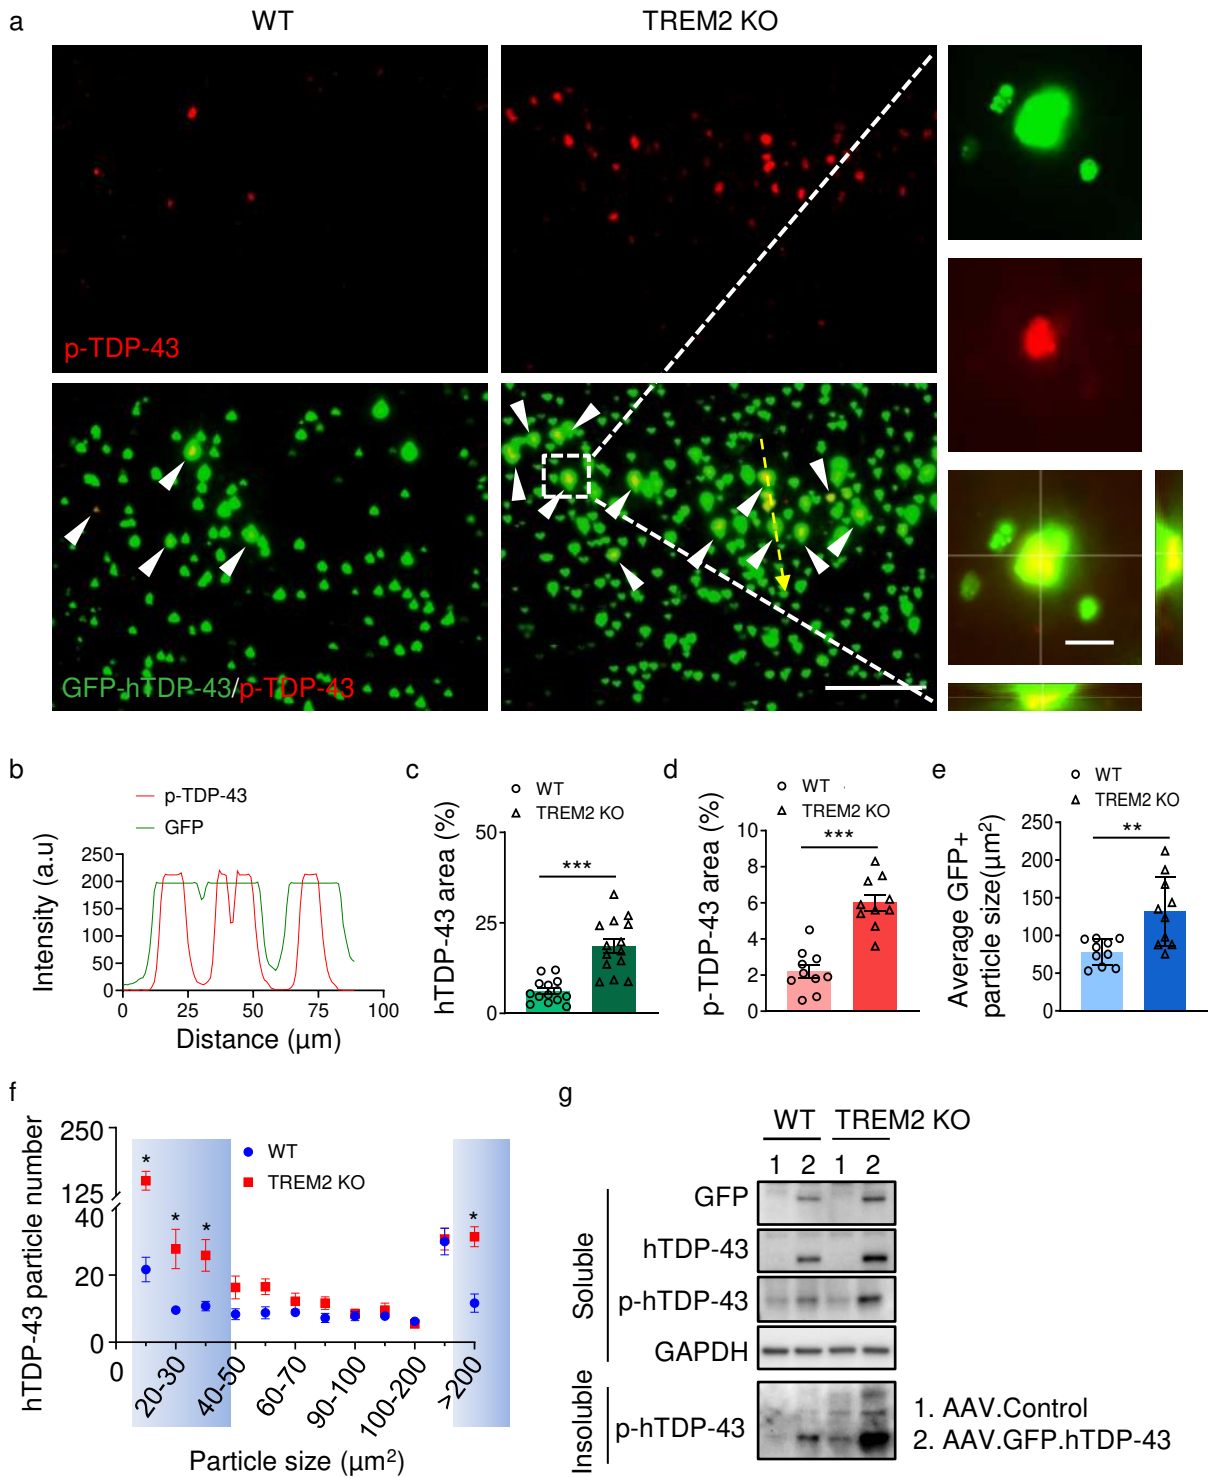 a
WT
TREM2 KO
p-TDP-43
GFP-hTDP-43/p-TDP-43
b
p-TDP-43
GFP
Intensity (a.u)
250
200
150
100
50
0
0
25
50
75
100
Distance (µm)
c
WT
TREM2 KO
hTDP-43 area (%)
50
25
0
***
d
WT
TREM2 KO
p-TDP-43 area (%)
10
8
6
4
2
0
***
e
WT
TREM2 KO
Average GFP+
particle size(µm²)
250
200
150
100
50
0
**
f
hTDP-43 particle number
250
125
40
20
0
WT
TREM2 KO
*
*
*
*
0
20-30
40-50
60-70
90-100
100-200
>200
Particle size (µm²)
g
WT
TREM2 KO
1 2 1 2
Soluble
GFP
hTDP-43
p-hTDP-43
GAPDH
Insoluble
p-hTDP-43
1. AAV.Control
2. AAV.GFP.hTDP-43